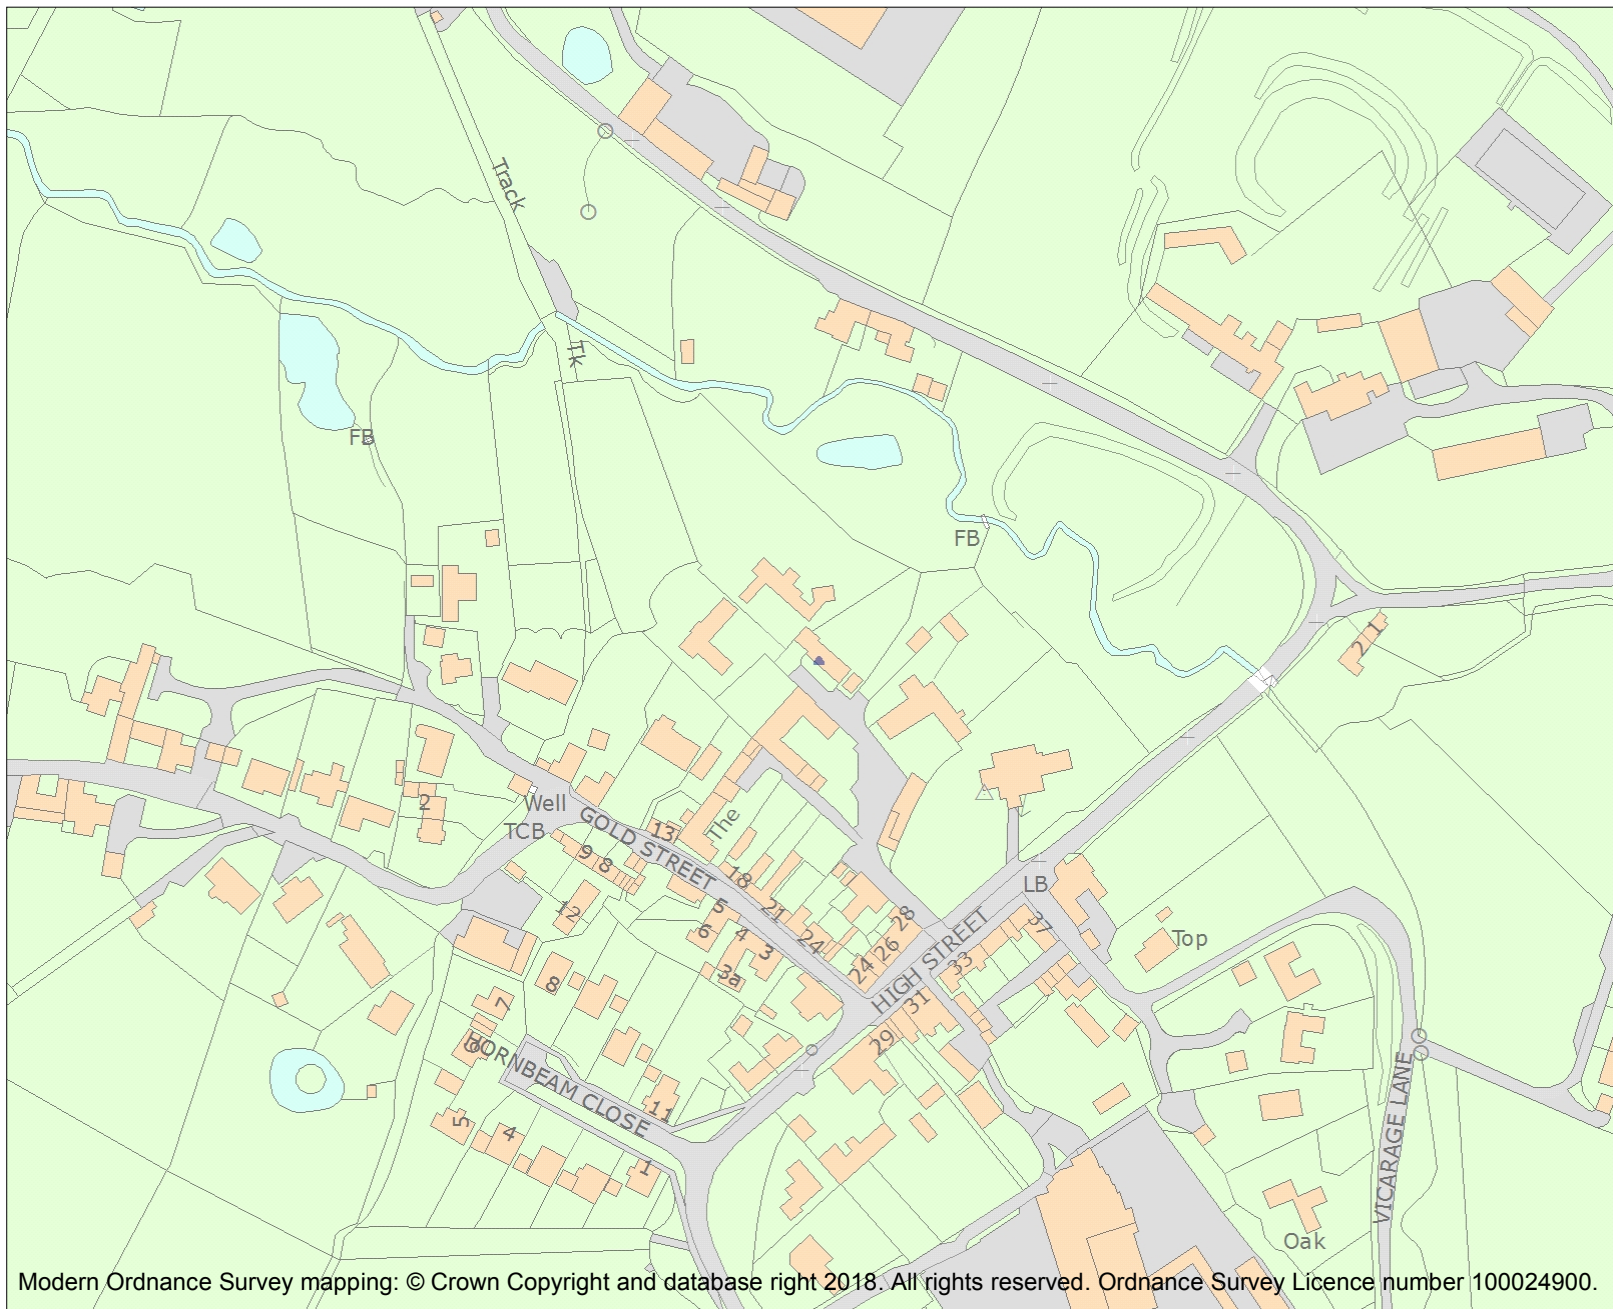 Track
Tk
FB
FB
2 1
Well
TCB
2
GOLD STREET
13
The
9
8
12
18
21
24
5
6
4
3
3a
28
26
24
HIGH STREET
LB
37
33
31
29
Top
8
7
6
HORNBEAM CLOSE
11
5
4
1
VICARAGE LANE
Oak
Modern Ordnance Survey mapping: © Crown Copyright and database right 2018. All rights reserved. Ordnance Survey Licence number 100024900.